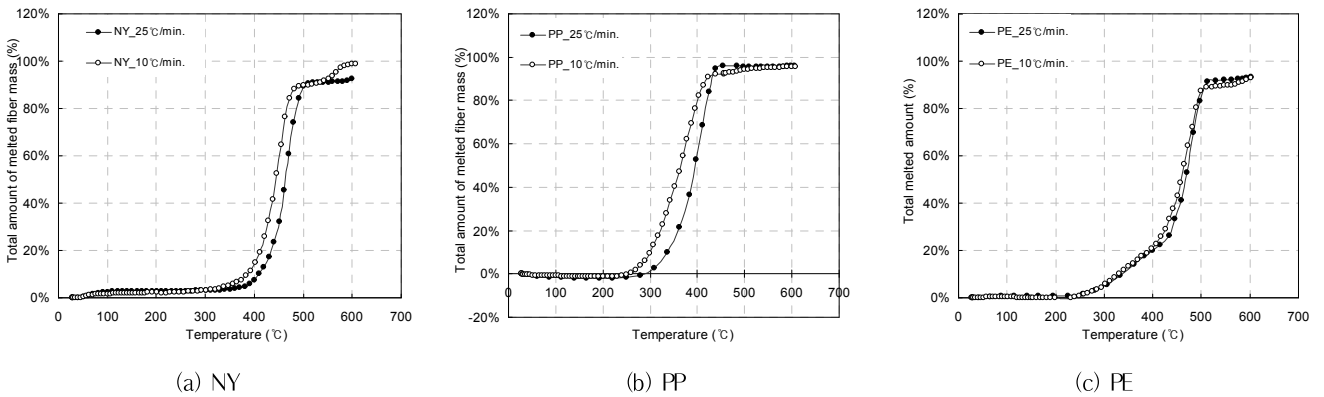 Total amount of melted fiber mass (%)
120%
100%
80%
60%
40%
20%
0%
NY_25℃/min.
NY_10℃/min.
0 100 200 300 400 500 600 700
Temperature (℃)
(a) NY
Total amount of melted fiber mass (%)
120%
100%
80%
60%
40%
20%
0%
-20%
PP_25℃/min.
PP_10℃/min.
0 100 200 300 400 500 600 700
Temperature (℃)
(b) PP
Total melted amount (%)
120%
100%
80%
60%
40%
20%
0%
PE_25℃/min.
PE_10℃/min.
0 100 200 300 400 500 600 700
Temperature (℃)
(c) PE